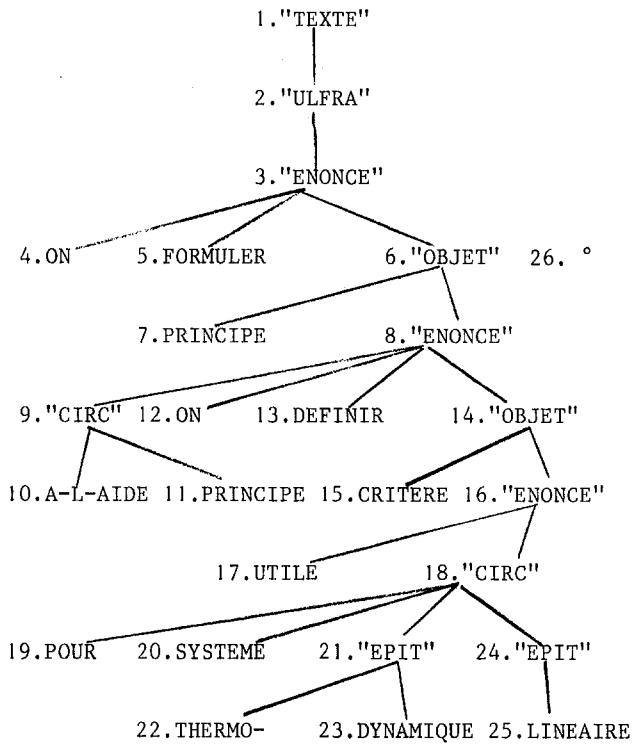 1."TEXTE"
2."ULFRA"
3."ENONCE"
4.ON 5.FORMULER 6."OBJET" 26. °
7.PRINCIPE 8."ENONCE"
9."CIRC" 12.ON 13.DEFINIR 14."OBJET"
10.A-L-AIDE 11.PRINCIPE 15.CRITERE 16."ENONCE"
17.UTILE 18."CIRC"
19.POUR 20.SYSTEME 21."EPIT" 24."EPIT"
22.THERMO- 23.DYNAMIQUE 25.LINEAIRE